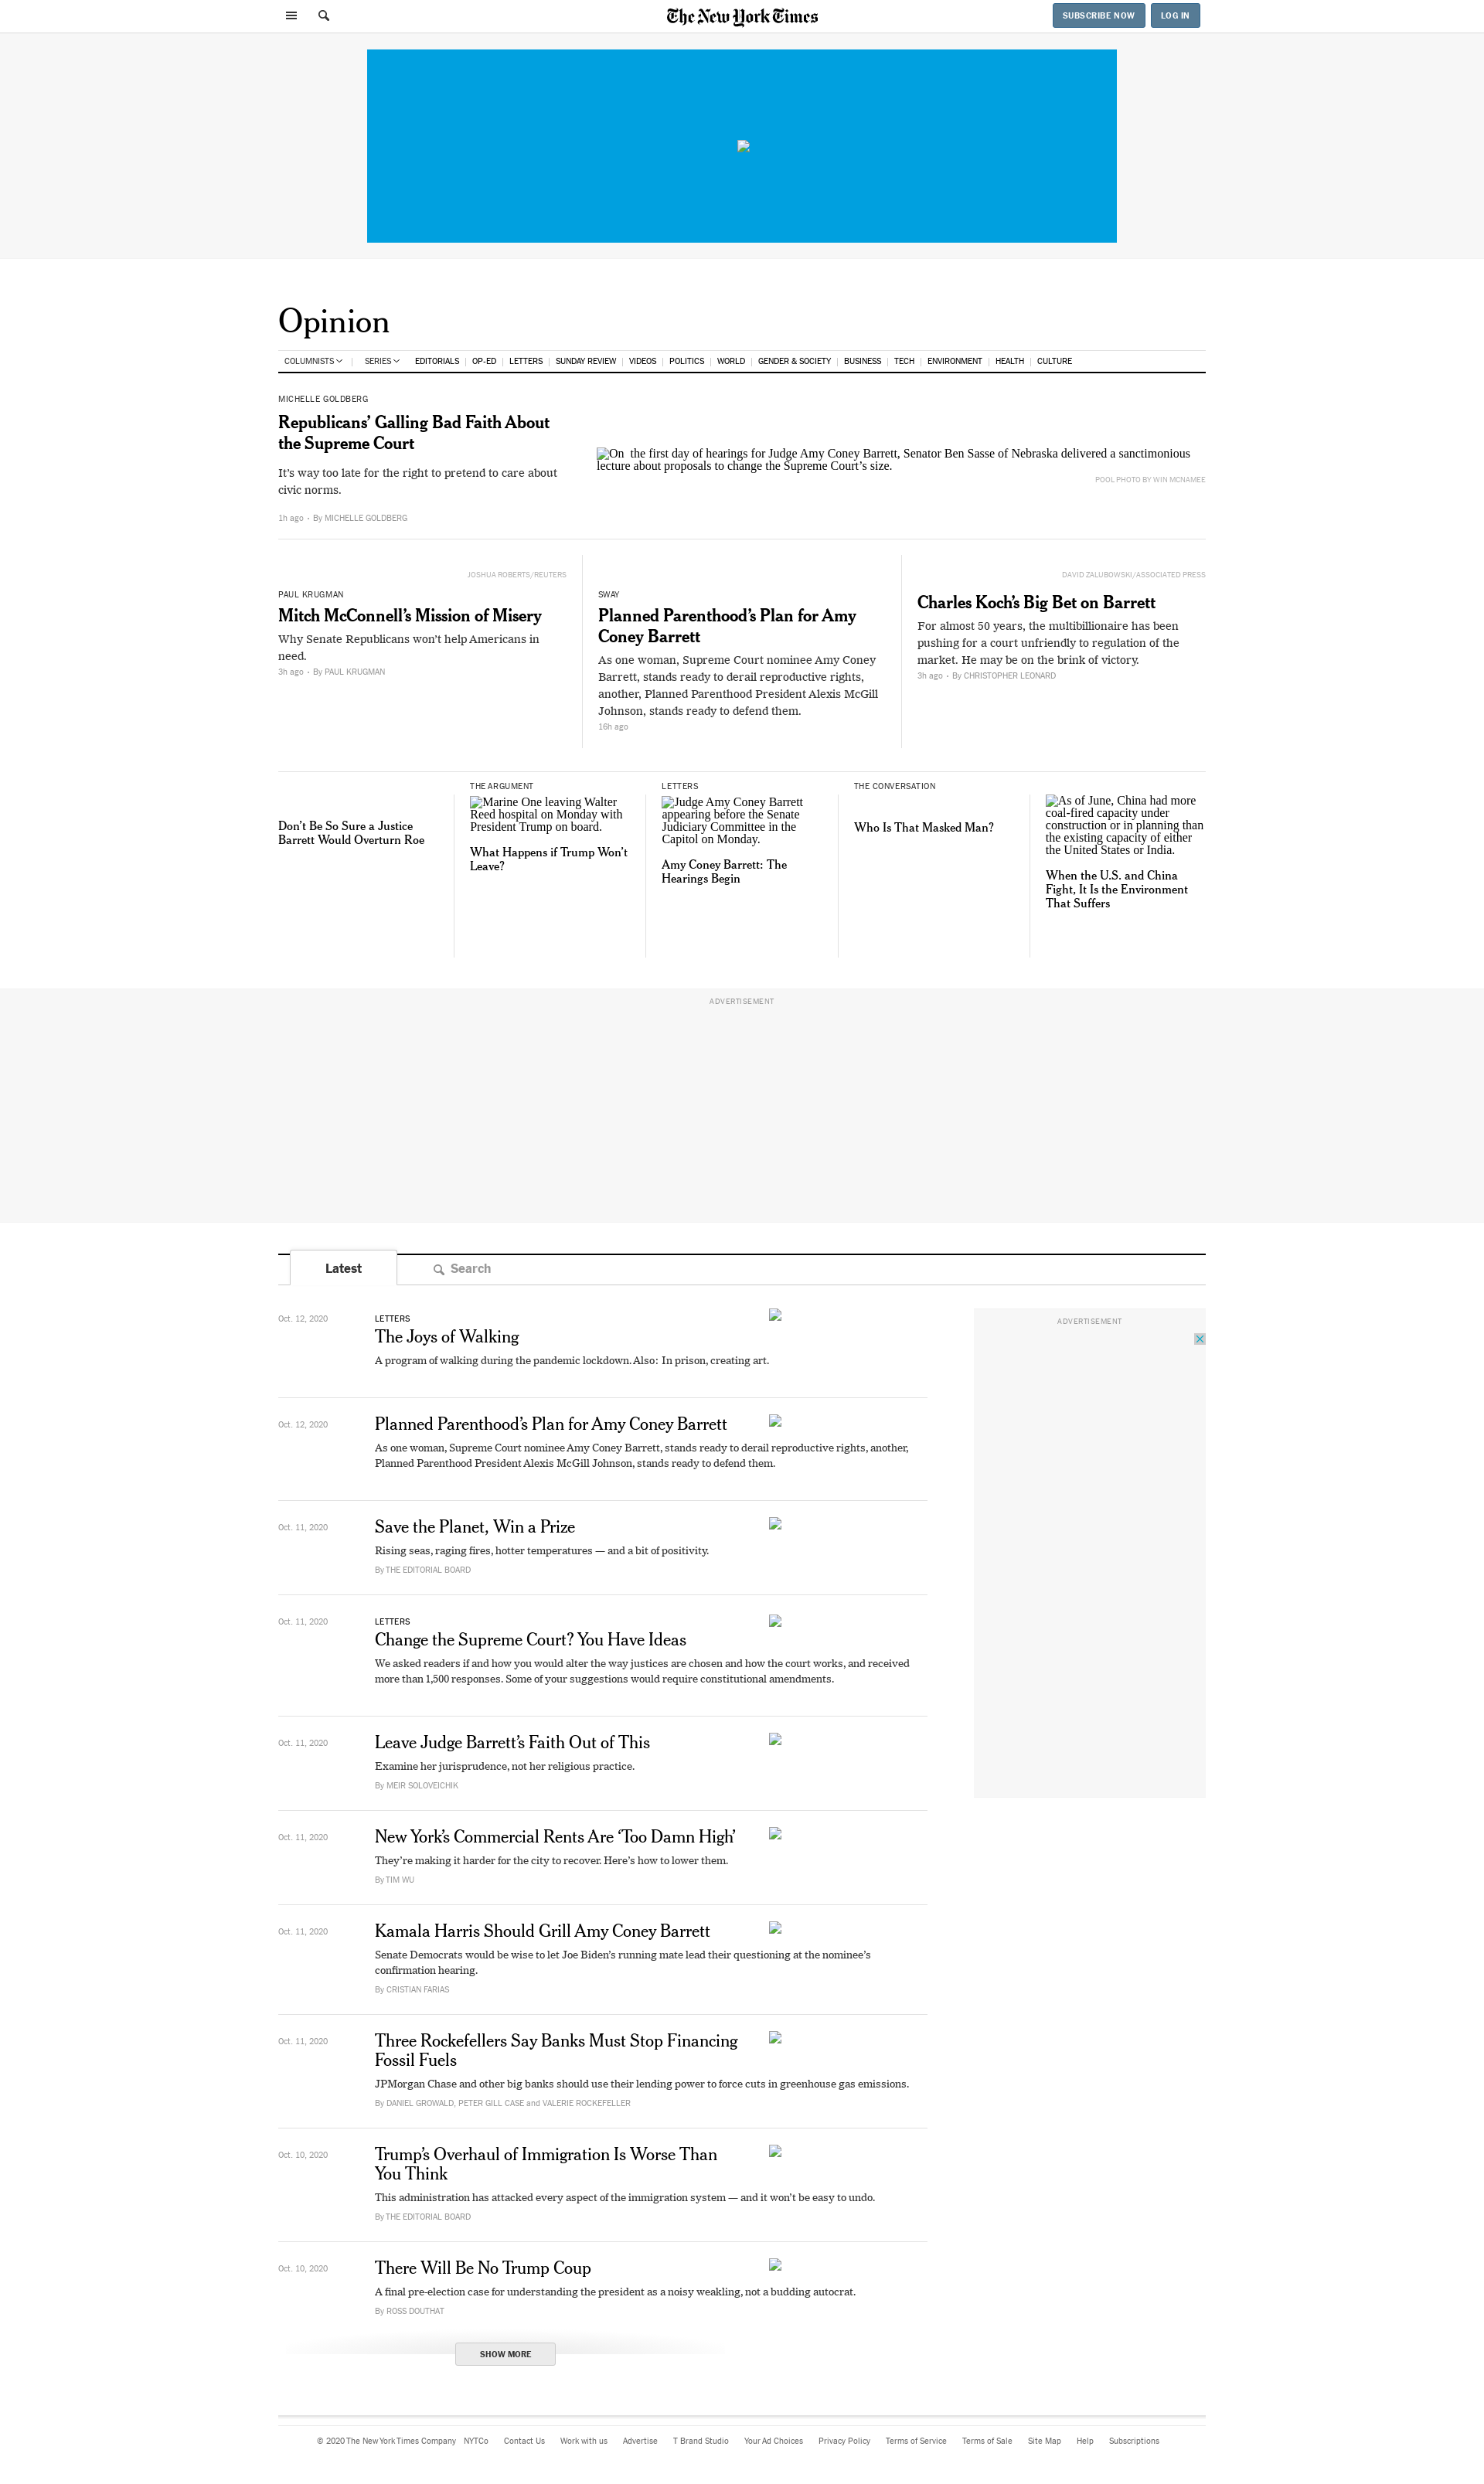 The New York Times
SUBSCRIBE NOW
LOG IN
Opinion
COLUMNISTS
SERIES
EDITORIALS
OP-ED
LETTERS
SUNDAY REVIEW
VIDEOS
POLITICS
WORLD
GENDER & SOCIETY
BUSINESS
TECH
ENVIRONMENT
HEALTH
CULTURE
MICHELLE GOLDBERG
Republicans’ Galling Bad Faith About
the Supreme Court
It’s way too late for the right to pretend to care about
civic norms.
1h ago • By MICHELLE GOLDBERG
On the first day of hearings for Judge Amy Coney Barrett, Senator Ben Sasse of Nebraska delivered a sanctimonious
lecture about proposals to change the Supreme Court’s size.
POOL PHOTO BY WIN MCNAMEE
JOSHUA ROBERTS/REUTERS
PAUL KRUGMAN
Mitch McConnell’s Mission of Misery
Why Senate Republicans won’t help Americans in
need.
3h ago • By PAUL KRUGMAN
SWAY
Planned Parenthood’s Plan for Amy
Coney Barrett
As one woman, Supreme Court nominee Amy Coney
Barrett, stands ready to derail reproductive rights,
another, Planned Parenthood President Alexis McGill
Johnson, stands ready to defend them.
16h ago
DAVID ZALUBOWSKI/ASSOCIATED PRESS
Charles Koch’s Big Bet on Barrett
For almost 50 years, the multibillionaire has been
pushing for a court unfriendly to regulation of the
market. He may be on the brink of victory.
3h ago • By CHRISTOPHER LEONARD
Don’t Be So Sure a Justice
Barrett Would Overturn Roe
THE ARGUMENT
Marine One leaving Walter
Reed hospital on Monday with
President Trump on board.
What Happens if Trump Won’t
Leave?
LETTERS
Judge Amy Coney Barrett
appearing before the Senate
Judiciary Committee in the
Capitol on Monday.
Amy Coney Barrett: The
Hearings Begin
THE CONVERSATION
Who Is That Masked Man?
As of June, China had more
coal-fired capacity under
construction or in planning than
the existing capacity of either
the United States or India.
When the U.S. and China
Fight, It Is the Environment
That Suffers
ADVERTISEMENT
Latest
Search
ADVERTISEMENT
Oct. 12, 2020
LETTERS
The Joys of Walking
A program of walking during the pandemic lockdown. Also: In prison, creating art.
Oct. 12, 2020
Planned Parenthood’s Plan for Amy Coney Barrett
As one woman, Supreme Court nominee Amy Coney Barrett, stands ready to derail reproductive rights, another,
Planned Parenthood President Alexis McGill Johnson, stands ready to defend them.
Oct. 11, 2020
Save the Planet, Win a Prize
Rising seas, raging fires, hotter temperatures — and a bit of positivity.
By THE EDITORIAL BOARD
Oct. 11, 2020
LETTERS
Change the Supreme Court? You Have Ideas
We asked readers if and how you would alter the way justices are chosen and how the court works, and received
more than 1,500 responses. Some of your suggestions would require constitutional amendments.
Oct. 11, 2020
Leave Judge Barrett’s Faith Out of This
Examine her jurisprudence, not her religious practice.
By MEIR SOLOVEICHIK
Oct. 11, 2020
New York’s Commercial Rents Are ‘Too Damn High’
They’re making it harder for the city to recover. Here’s how to lower them.
By TIM WU
Oct. 11, 2020
Kamala Harris Should Grill Amy Coney Barrett
Senate Democrats would be wise to let Joe Biden’s running mate lead their questioning at the nominee’s
confirmation hearing.
By CRISTIAN FARIAS
Oct. 11, 2020
Three Rockefellers Say Banks Must Stop Financing
Fossil Fuels
JPMorgan Chase and other big banks should use their lending power to force cuts in greenhouse gas emissions.
By DANIEL GROWALD, PETER GILL CASE and VALERIE ROCKEFELLER
Oct. 10, 2020
Trump’s Overhaul of Immigration Is Worse Than
You Think
This administration has attacked every aspect of the immigration system — and it won’t be easy to undo.
By THE EDITORIAL BOARD
Oct. 10, 2020
There Will Be No Trump Coup
A final pre-election case for understanding the president as a noisy weakling, not a budding autocrat.
By ROSS DOUTHAT
SHOW MORE
© 2020 The New York Times Company
NYTCo
Contact Us
Work with us
Advertise
T Brand Studio
Your Ad Choices
Privacy Policy
Terms of Service
Terms of Sale
Site Map
Help
Subscriptions